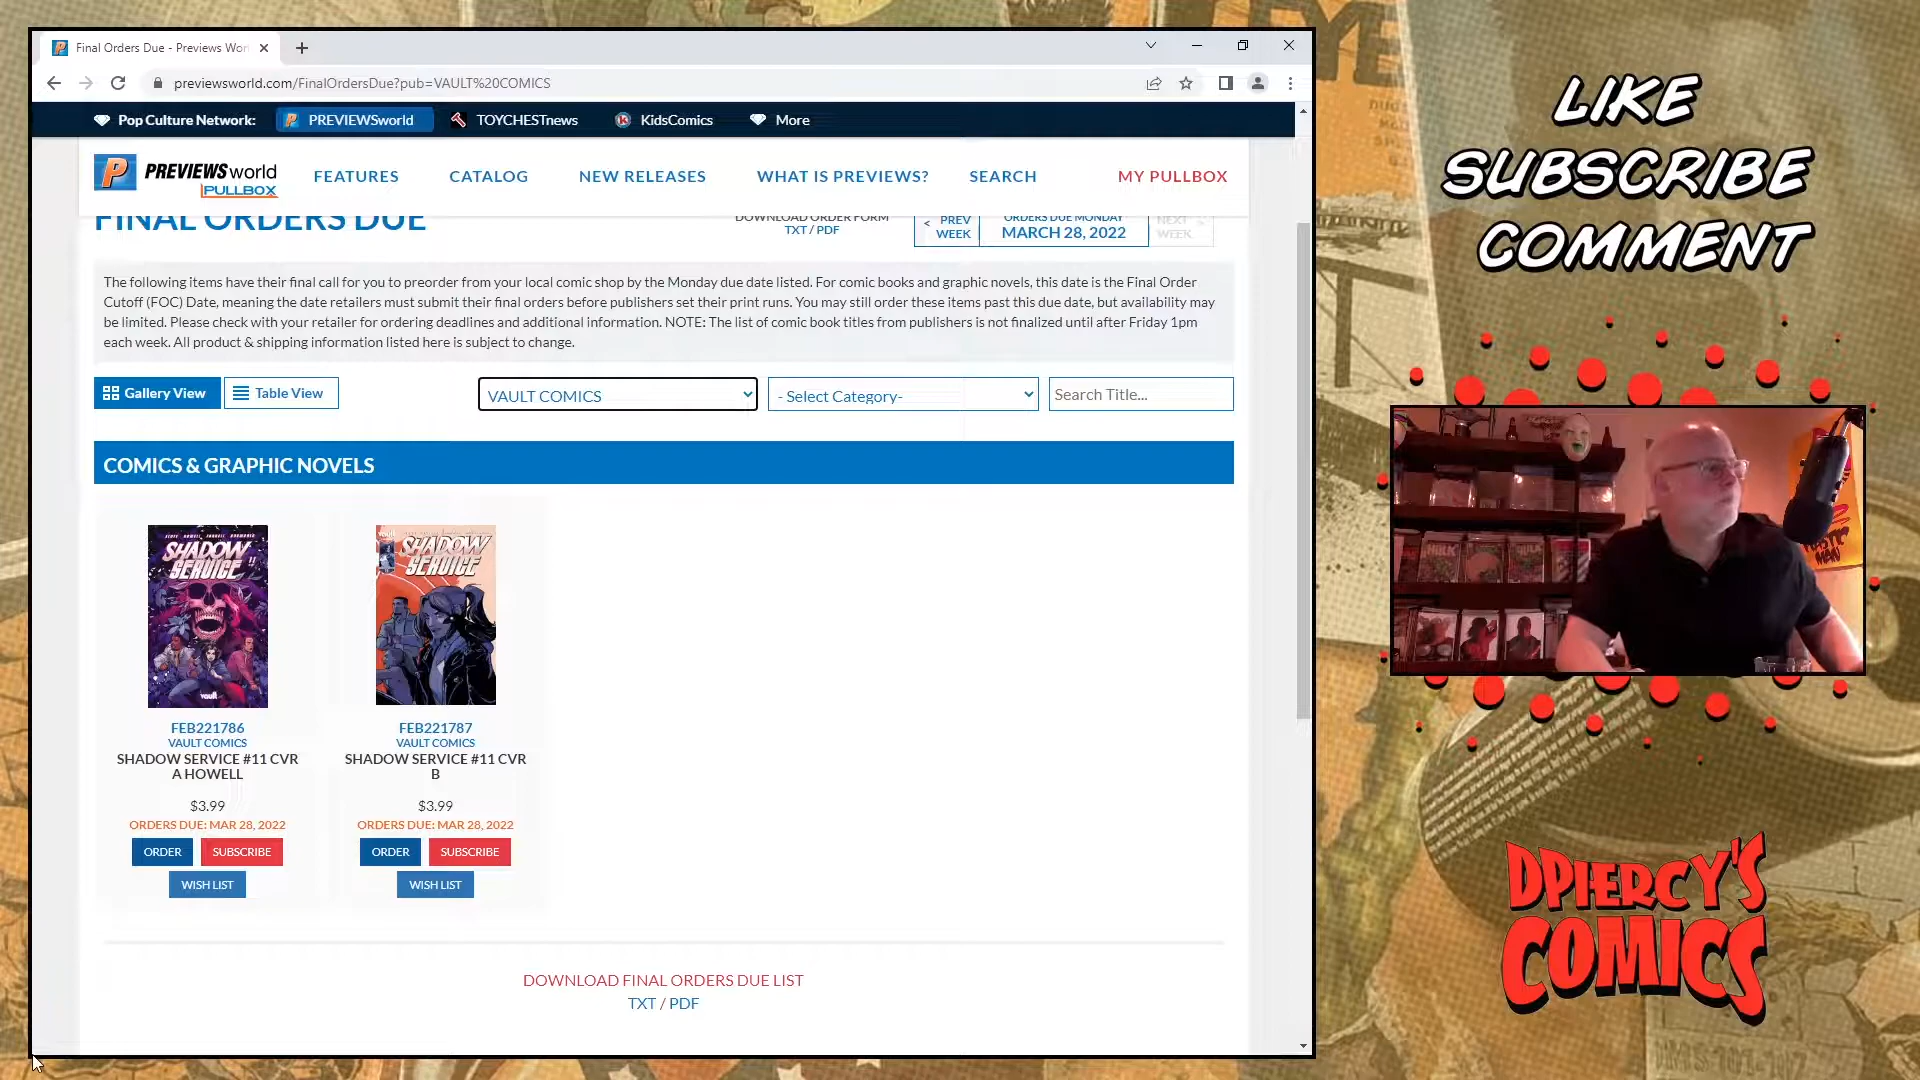 Final Orders Due - Previews Wor
previewsworld.com/FinalOrdersDue?pub=VAULT%20COMICS
Pop Culture Network:
PREVIEWSworld
TOYCHESTnews
KidsComics
More
PREVIEWSworld
PULLBOX
FEATURES
CATALOG
NEW RELEASES
WHAT IS PREVIEWS?
SEARCH
MY PULLBOX
FINAL ORDERS DUE
DOWNLOAD ORDER FORM
TXT / PDF
< PREV
WEEK
ORDERS DUE MONDAY
MARCH 28, 2022
NEXT >
WEEK
The following items have their final call for you to preorder from your local comic shop by the Monday due date listed. For comic books and graphic novels, this date is the Final Order
Cutoff (FOC) Date, meaning the date retailers must submit their final orders before publishers set their print runs. You may still order these items past this due date, but availability may
be limited. Please check with your retailer for ordering deadlines and additional information. NOTE: The list of comic book titles from publishers is not finalized until after Friday 1pm
each week. All product & shipping information listed here is subject to change.
Gallery View
Table View
VAULT COMICS
- Select Category-
Search Title...
COMICS & GRAPHIC NOVELS
SHADOW
SERVICE
vault
FEB221786
VAULT COMICS
SHADOW SERVICE #11 CVR
A HOWELL
$3.99
ORDERS DUE: MAR 28, 2022
ORDER
SUBSCRIBE
WISH LIST
SHADOW
SERVICE
FEB221787
VAULT COMICS
SHADOW SERVICE #11 CVR
B
$3.99
ORDERS DUE: MAR 28, 2022
ORDER
SUBSCRIBE
WISH LIST
DOWNLOAD FINAL ORDERS DUE LIST
TXT / PDF
LIKE
SUBSCRIBE
COMMENT
HULK
DPIERCY'S
COMICS